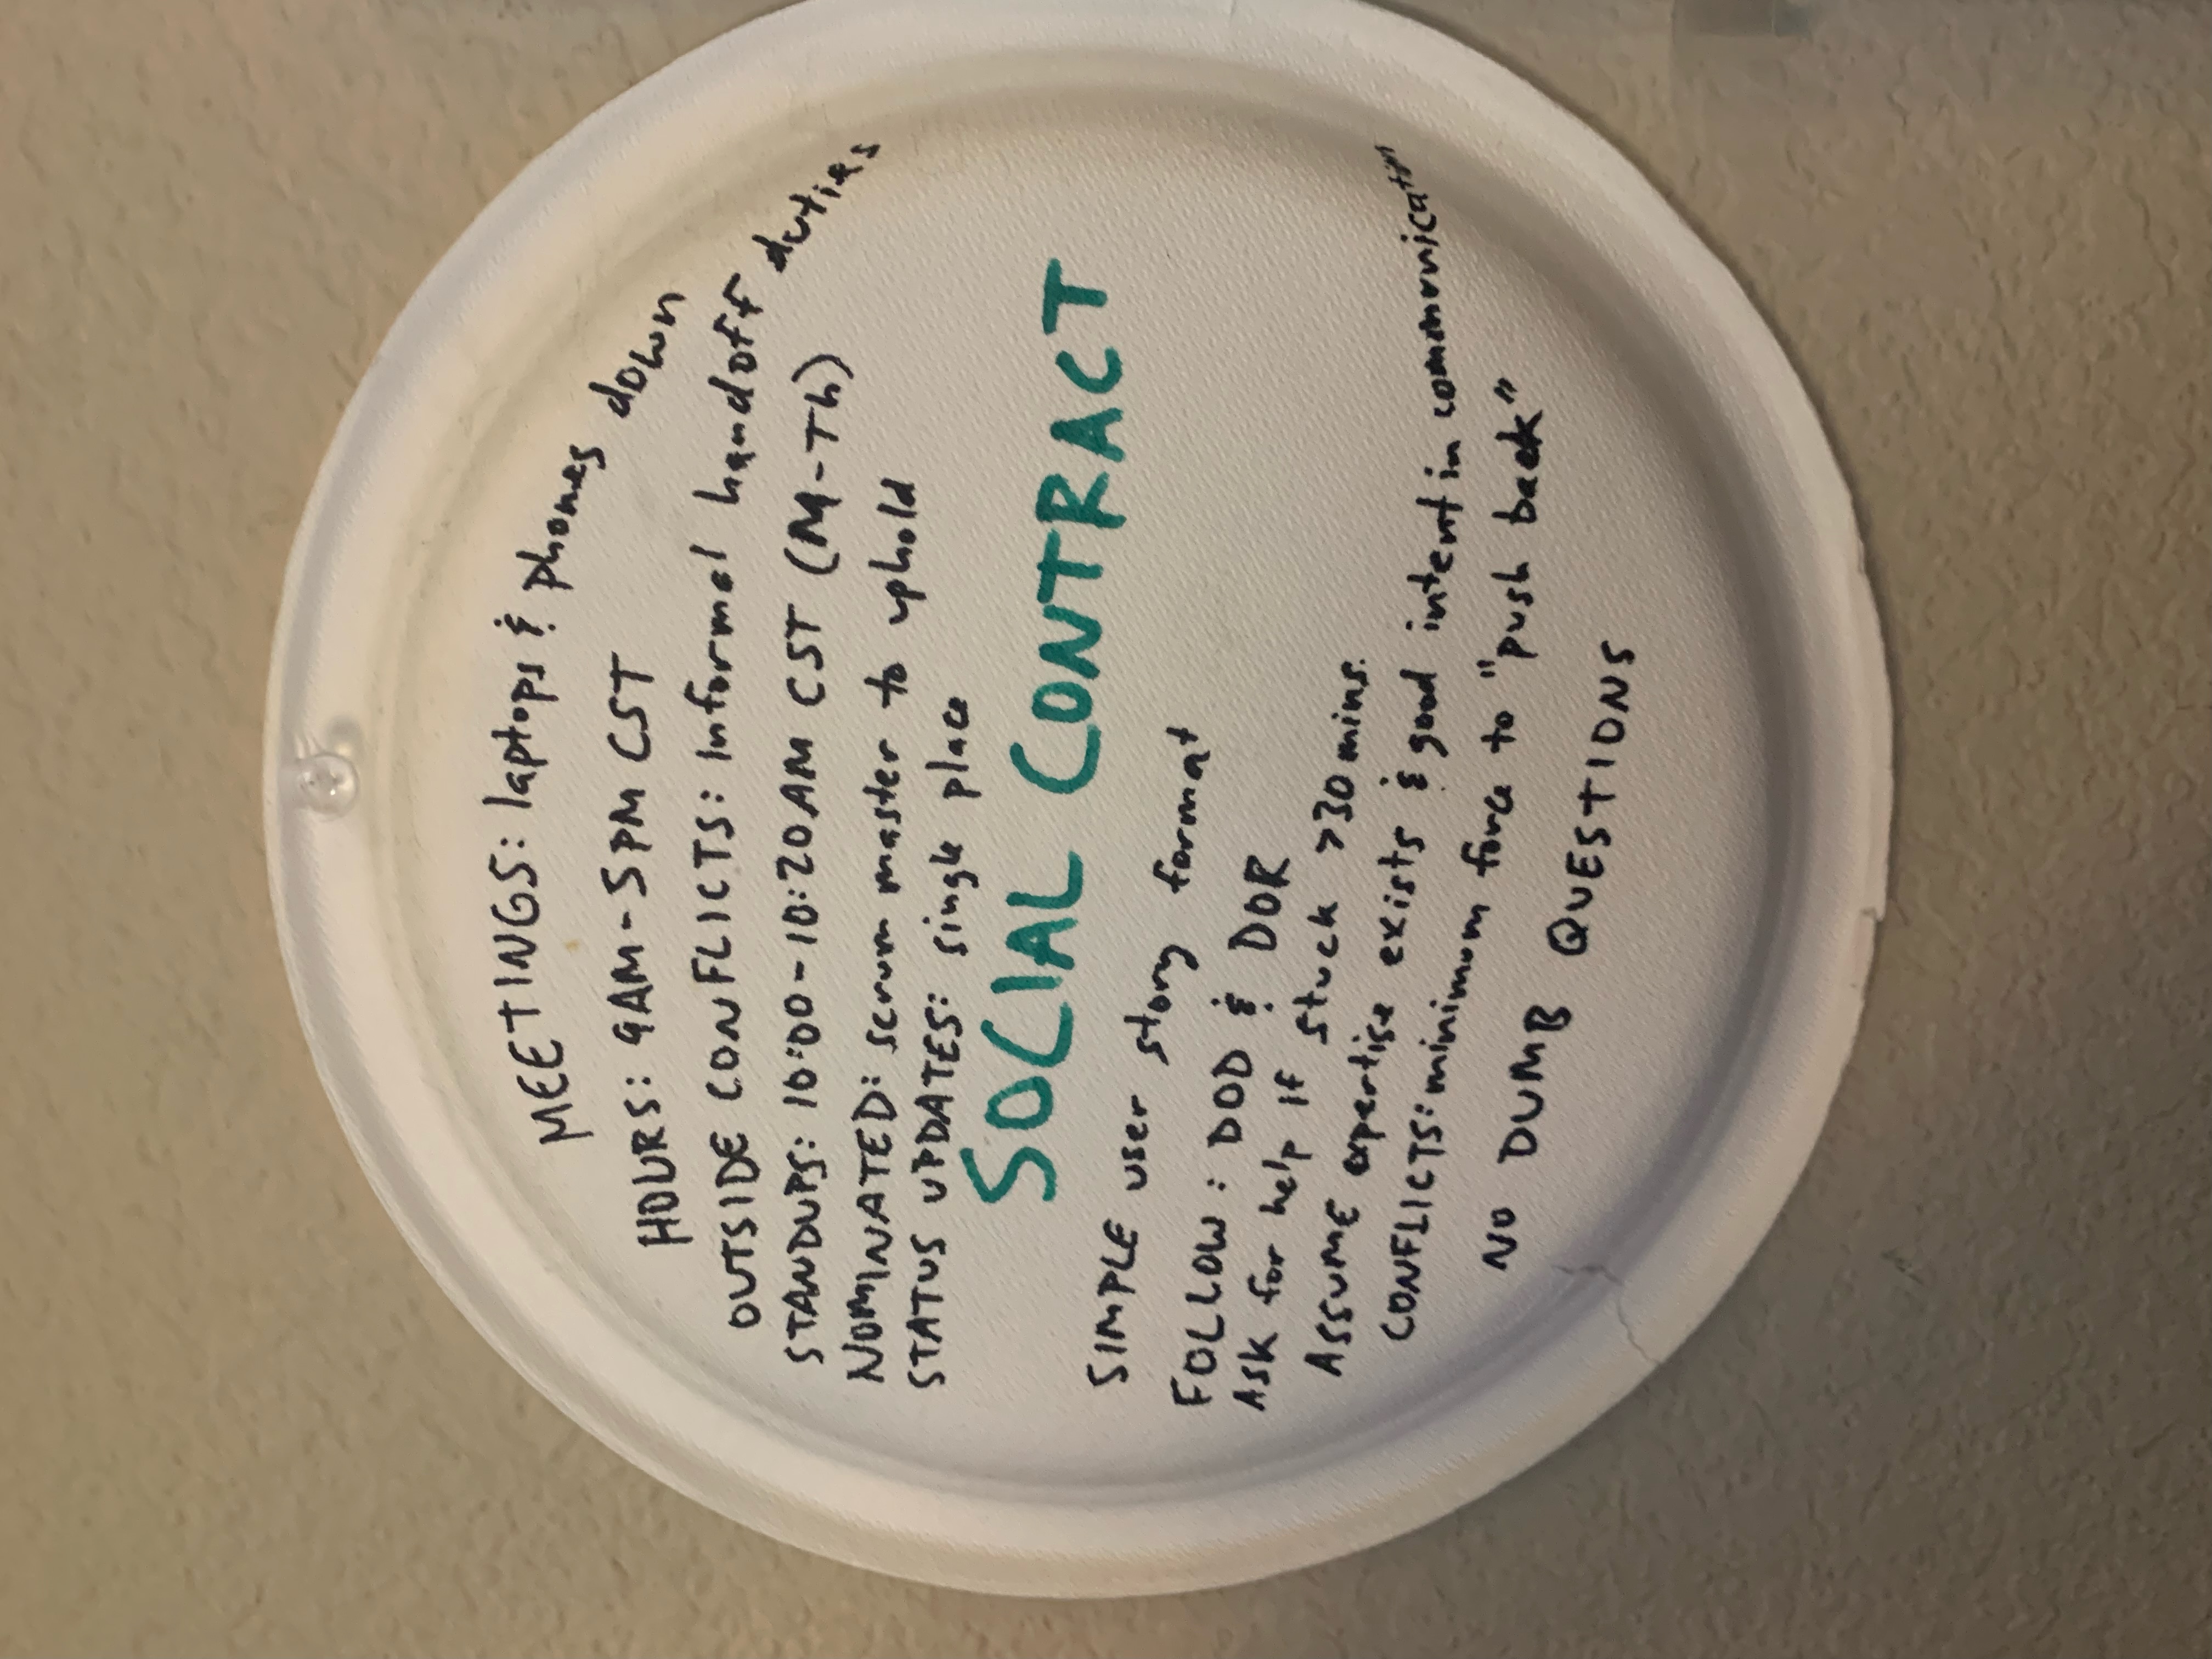 MEETINGS: laptops & phones down
HOURS: 9AM-5PM CST
OUTSIDE CONFLICTS: Informal handoff duties
STANDUPS: 10:00-10:20AM CST (M-Th)
NOMINATED: scrum master to uphold
STATUS UPDATES: single place
SOCIAL CONTRACT
SIMPLE user story format
FOLLOW: DOD & DOR
ASK for help if stuck >30 mins.
ASSUME expertise exists & good intent in communication
CONFLICTS: minimum force to "push back"
NO DUMB QUESTIONS